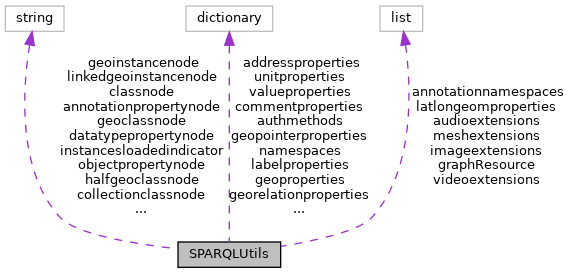 string
dictionary
list
geoinstancenode
linkedgeoinstancenode
classnode
annotationpropertynode
geoclassnode
datatypepropertynode
instancesloadedindicator
objectpropertynode
halfgeoclassnode
collectionclassnode
...
addressproperties
unitproperties
valueproperties
commentproperties
authmethods
geopointerproperties
namespaces
labelproperties
geoproperties
georelationproperties
...
annotationnamespaces
latlongeomproperties
audioextensions
meshextensions
imageextensions
graphResource
videoextensions
SPARQLUtils